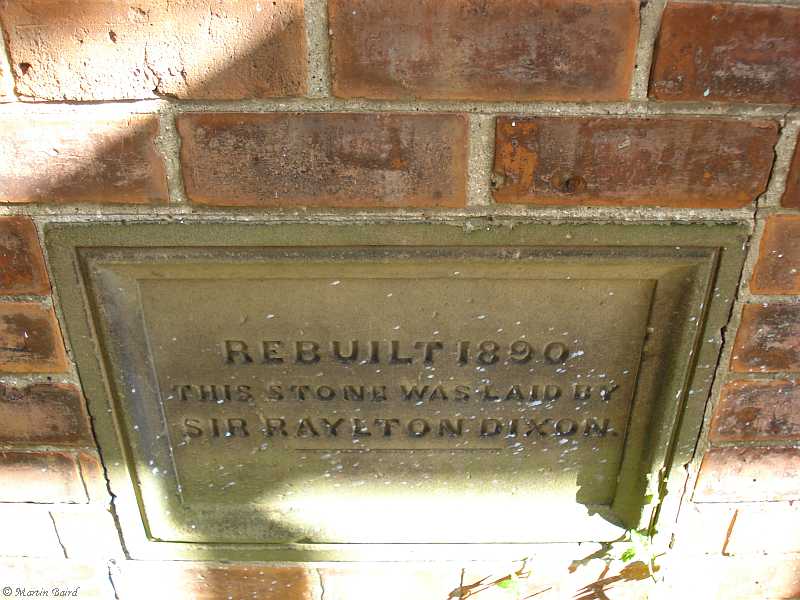 REBUILT 1890
THIS STONE WAS LAID BY
SIR RAYLTON DIXON.
© Martin Baird